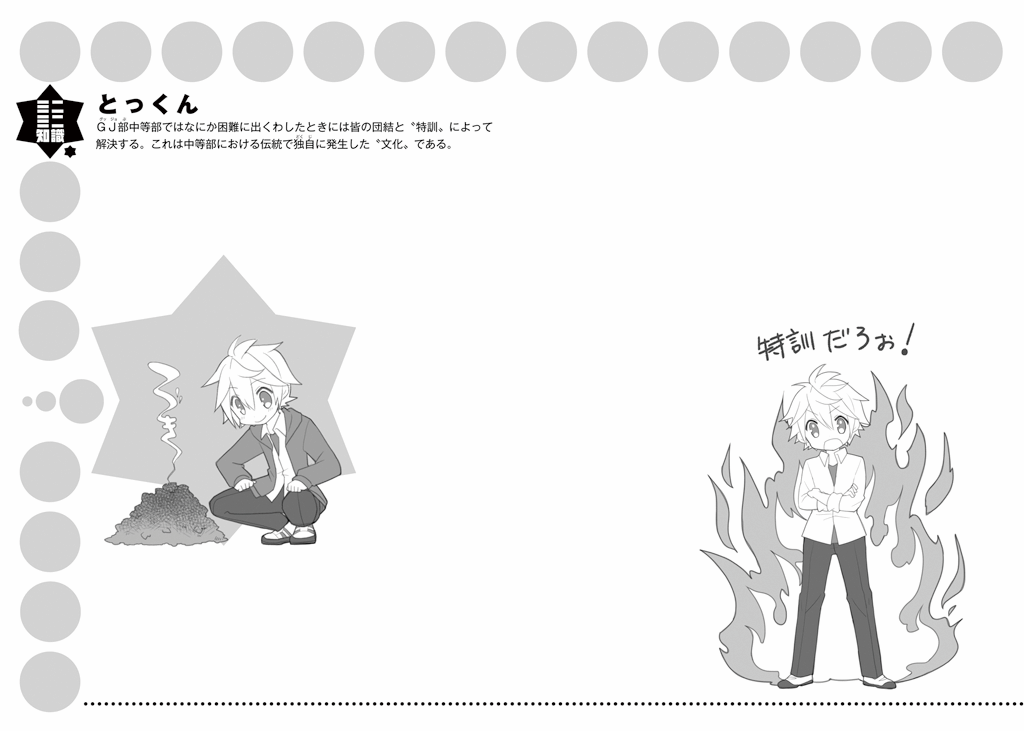 ミニ
知識
とっくん
GJ部中等部ではなにか困難に出くわしたときには皆の団結と〝特訓〟によって
解決する。これは中等部における伝統で独自に発生した〝文化〟である。
特訓だろぉ!